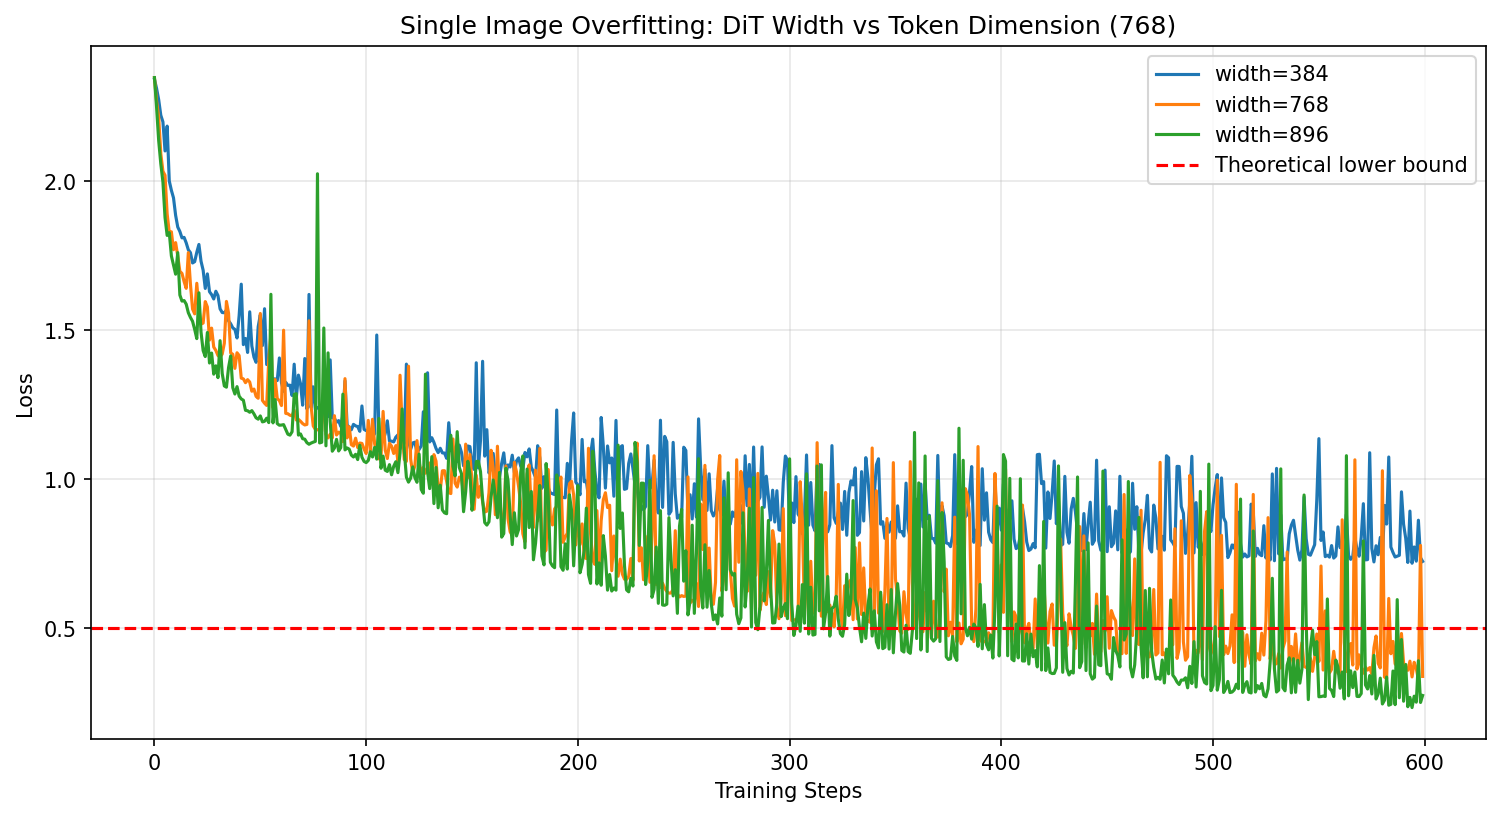 Single Image Overfitting: DiT Width vs Token Dimension (768)
width=384
width=768
width=896
Theoretical lower bound
Loss
2.0
1.5
1.0
0.5
0
100
200
300
400
500
600
Training Steps